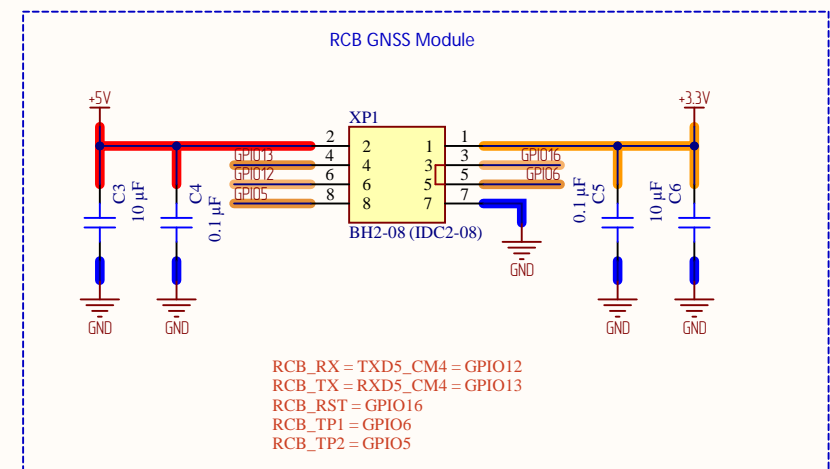 RCB GNSS Module
+5V
+3.3V
XP1
2 2 1 1
GPIO13 4 4 3 3 GPIO16
GPIO12 6 6 5 5 GPIO6
GPIO5 8 8 7 7
C3
10 µF
C4
0.1 µF
0.1 µF
C5
10 µF
C6
BH2-08 (IDC2-08)
GND
GND
GND
GND
GND
RCB_RX = TXD5_CM4 = GPIO12
RCB_TX = RXD5_CM4 = GPIO13
RCB_RST = GPIO16
RCB_TP1 = GPIO6
RCB_TP2 = GPIO5